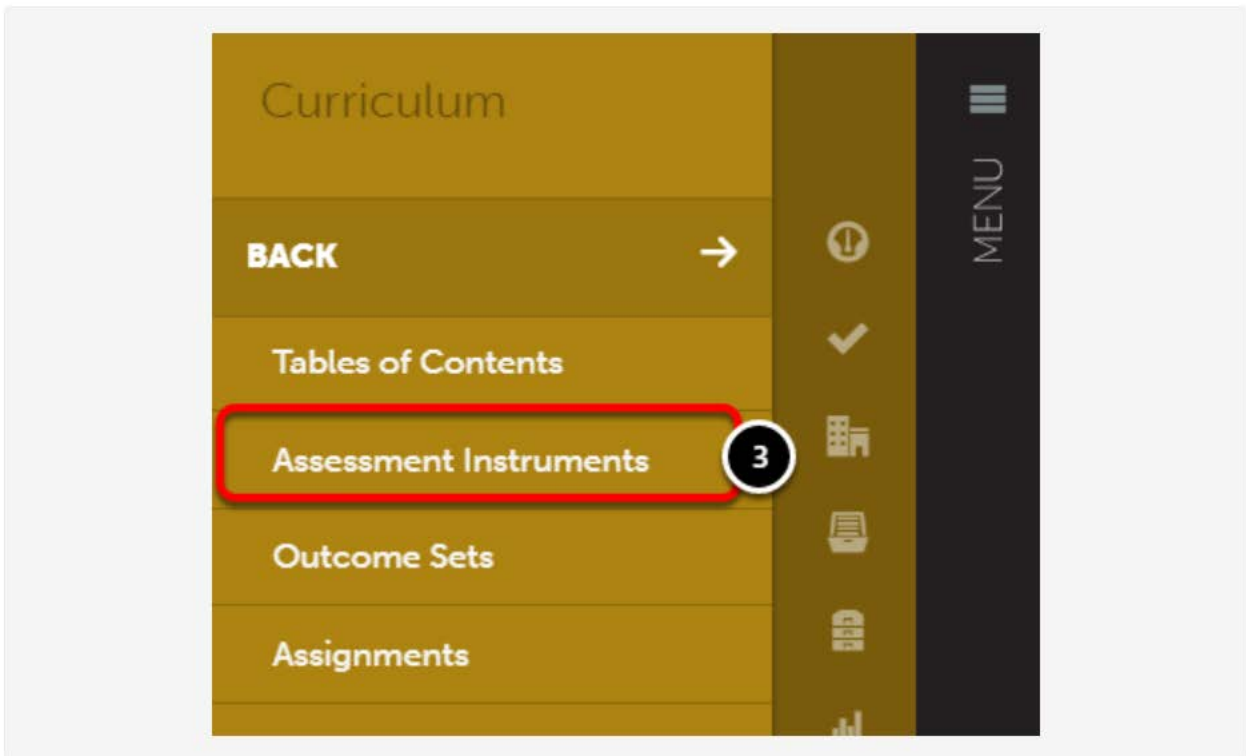 Curriculum
MENU
BACK
Tables of Contents
Assessment Instruments
3
Outcome Sets
Assignments